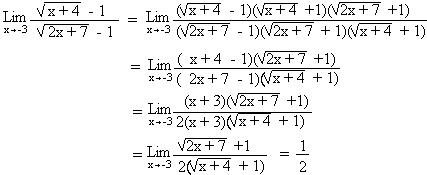 Lim x→-3 (√(x+4) - 1)/(√(2x+7) - 1) = Lim x→-3 ((√(x+4) - 1)(√(x+4) +1)(√(2x+7) +1))/((√(2x+7) - 1)(√(2x+7) + 1)(√(x+4) + 1))
= Lim x→-3 (( x+4 - 1)(√(2x+7) +1))/(( 2x+7 - 1)(√(x+4) + 1))
= Lim x→-3 ((x+3)(√(2x+7) +1))/(2(x+3)(√(x+4) + 1))
= Lim x→-3 (√(2x+7) +1)/(2(√(x+4) + 1)) = 1/2